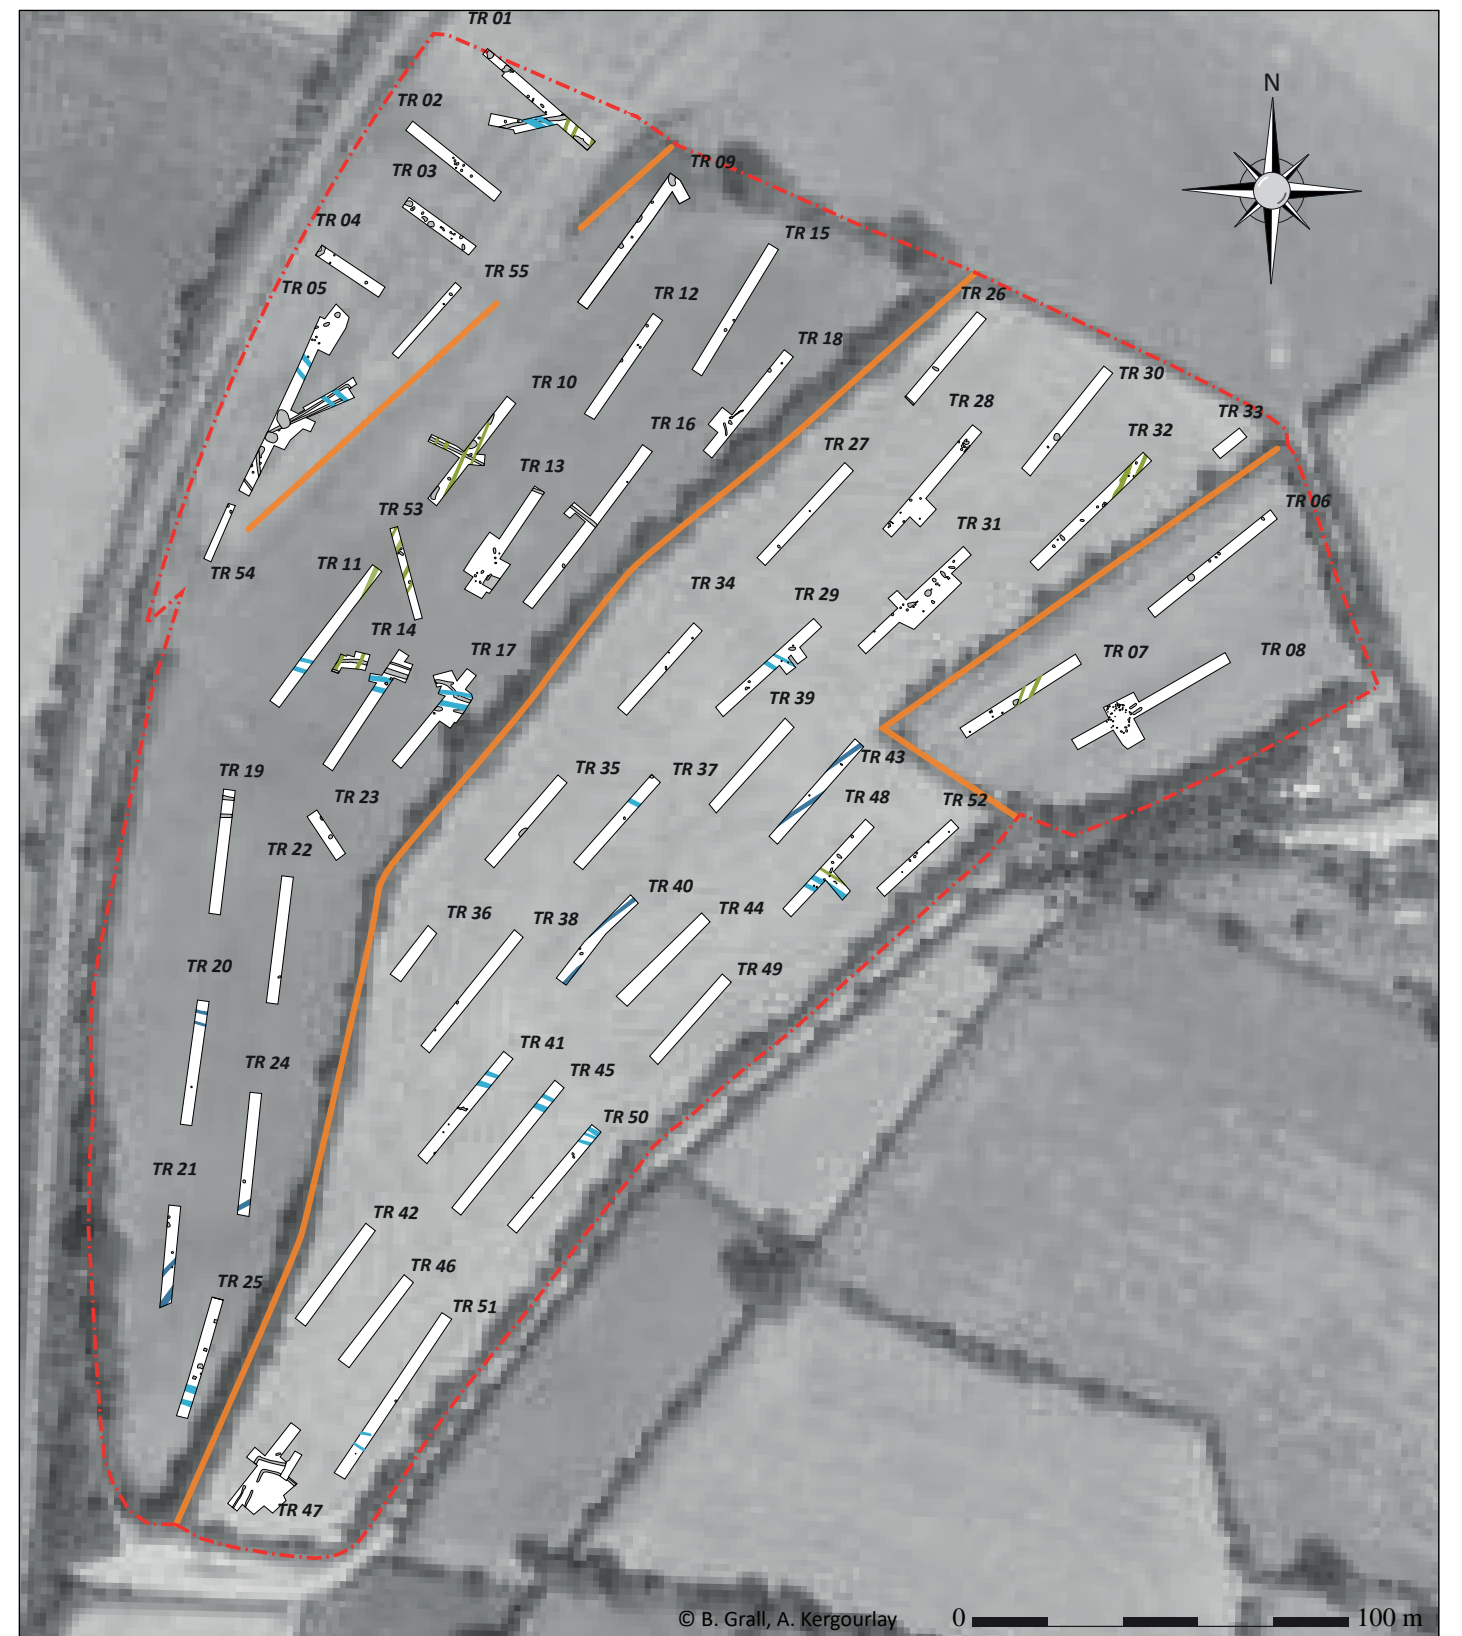 TR 01
N
TR 02
TR 09
TR 03
TR 04
TR 15
TR 55
TR 05
TR 12
TR 26
TR 18
TR 30
TR 10
TR 28
TR 33
TR 16
TR 32
TR 27
TR 13
TR 06
TR 53
TR 31
TR 11
TR 54
TR 34
TR 29
TR 14
TR 17
TR 07
TR 08
TR 39
TR 43
TR 19
TR 35
TR 37
TR 23
TR 48
TR 52
TR 22
TR 40
TR 36
TR 38
TR 44
TR 20
TR 49
TR 41
TR 24
TR 45
TR 50
TR 21
TR 42
TR 46
TR 25
TR 51
TR 47
© B. Grall, A. Kergourlay
0 100 m